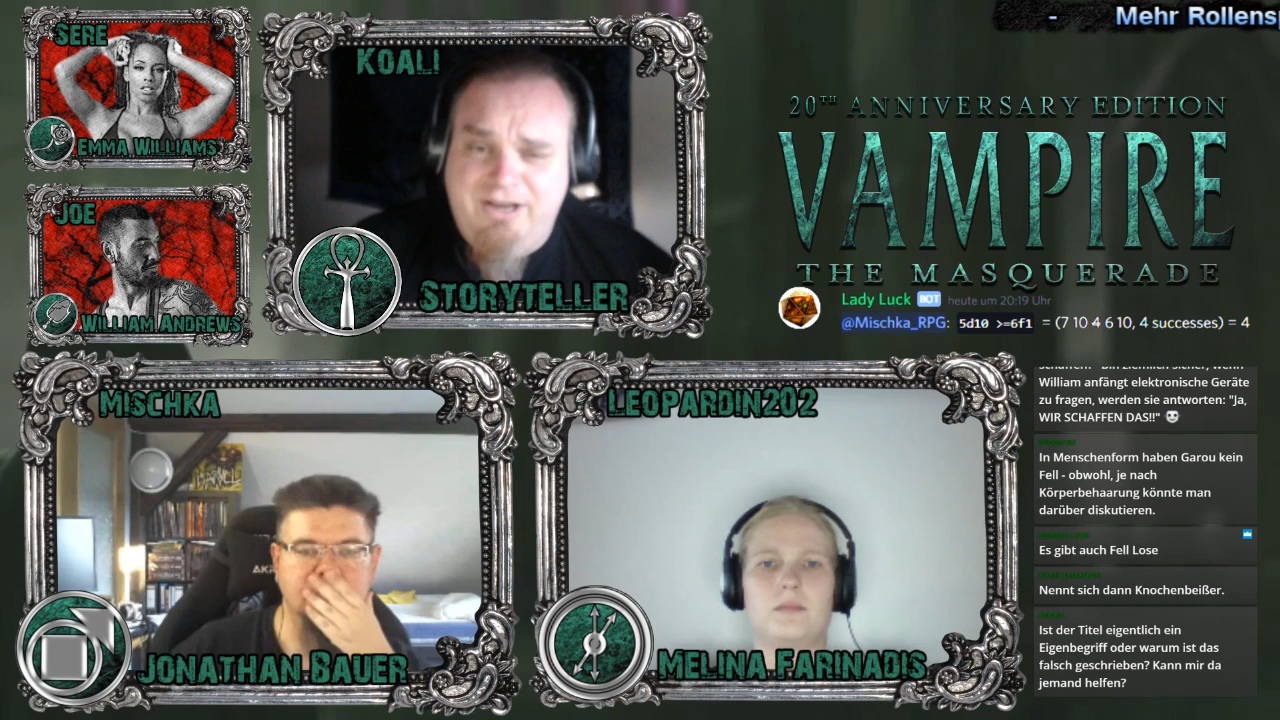 - Mehr Rollens
SERE
EMMA WILLIAMS
KOALI
STORYTELLER
JOE
WILLIAM ANDREWS
20TH ANNIVERSARY EDITION
VAMPIRE
THE MASQUERADE
Lady Luck BOT heute um 20:19 Uhr
@Mischka_RPG: 5d10 >=6f1 = (7 10 4 6 10, 4 successes) = 4
MISCHKA
JONATHAN BAUER
LEOPARDIN202
MELINA FARINADIS
William anfängt elektronische Geräte
zu fragen, werden sie antworten: "Ja,
WIR SCHAFFEN DAS!!"
In Menschenform haben Garou kein
Fell - obwohl, je nach
Körperbehaarung könnte man
darüber diskutieren.
Es gibt auch Fell Lose
Nennt sich dann Knochenbeißer.
Ist der Titel eigentlich ein
Eigenbegriff oder warum ist das
falsch geschrieben? Kann mir da
jemand helfen?